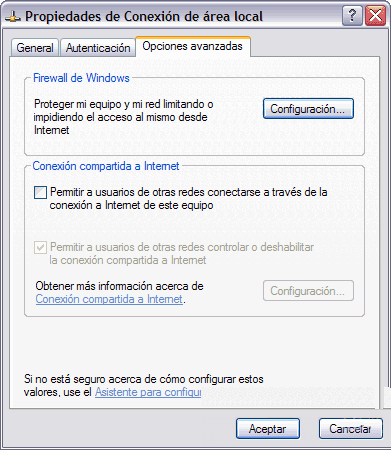 Propiedades de Conexión de área local
General
Autenticación
Opciones avanzadas
Firewall de Windows
Proteger mi equipo y mi red limitando o
impidiendo el acceso al mismo desde
Internet
Configuración...
Conexión compartida a Internet
Permitir a usuarios de otras redes conectarse a través de la
conexión a Internet de este equipo
Permitir a usuarios de otras redes controlar o deshabilitar
la conexión compartida a Internet
Obtener más información acerca de
Conexión compartida a Internet.
Configuración...
Si no está seguro acerca de cómo configurar estos
valores, use el Asistente para configu
Aceptar
Cancelar